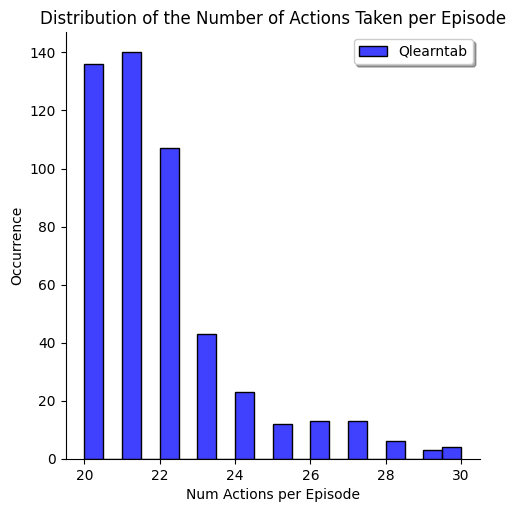 Distribution of the Number of Actions Taken per Episode
Qlearntab
140
120
100
80
60
40
20
0
Occurrence
20 22 24 26 28 30
Num Actions per Episode